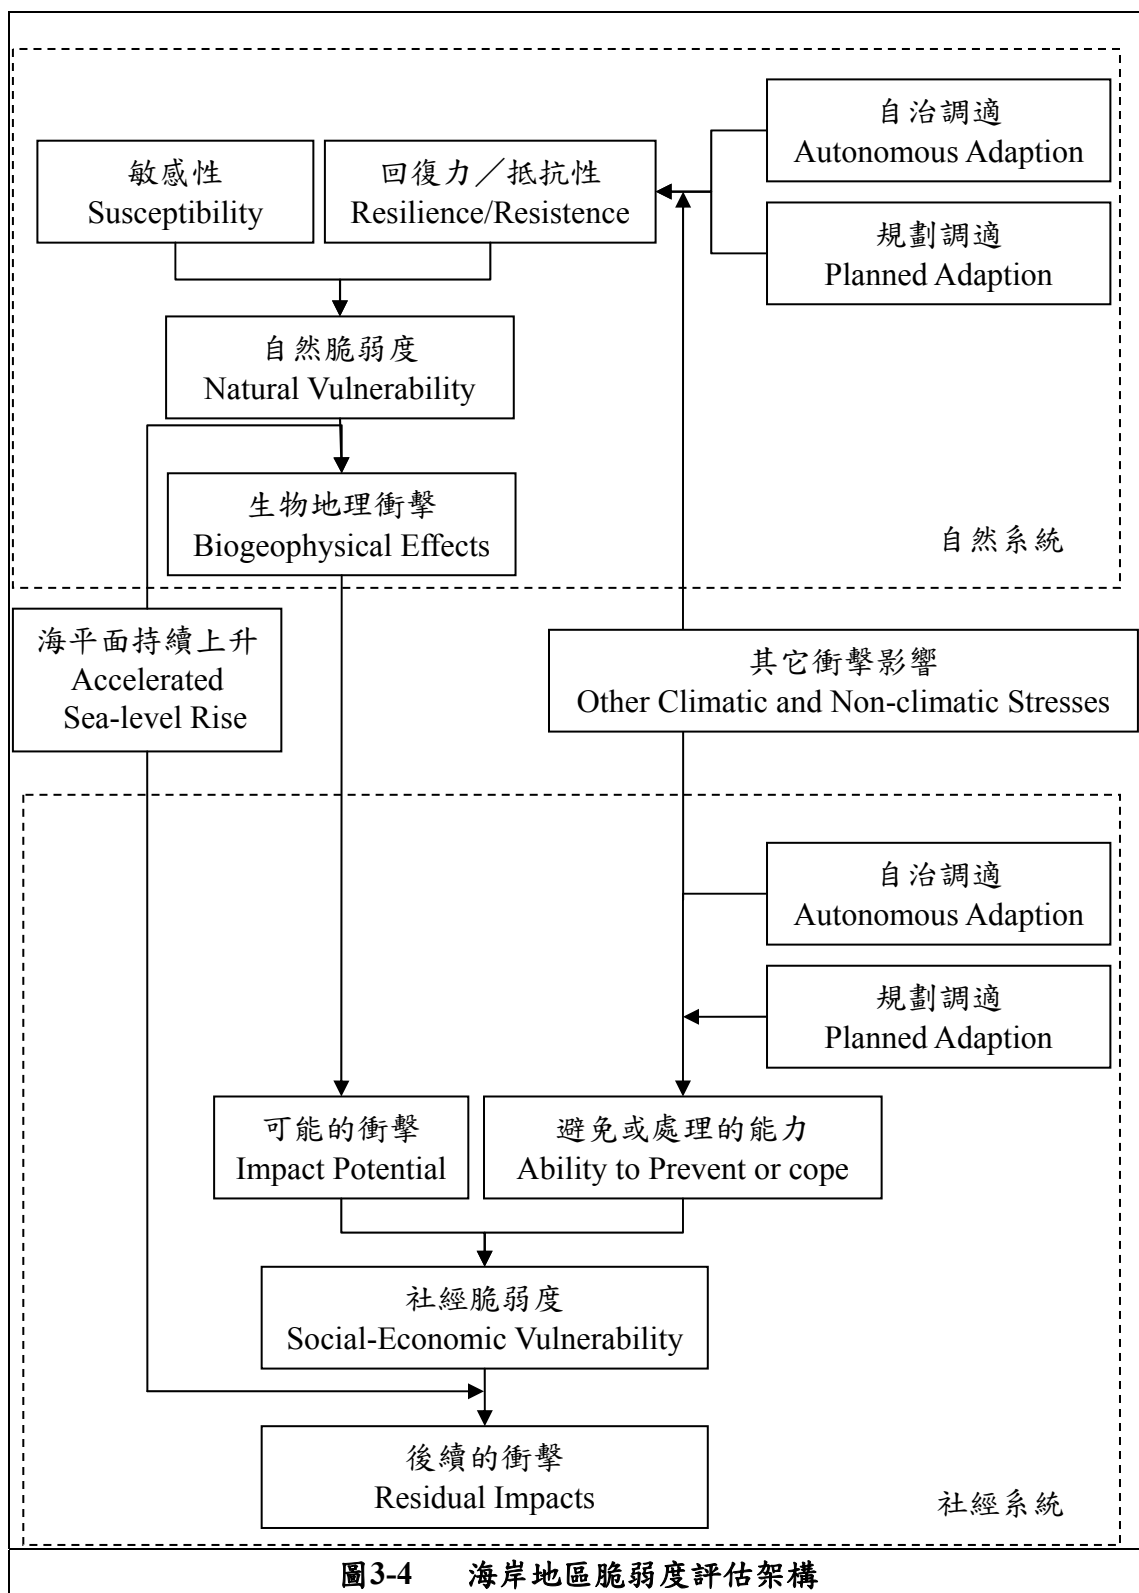 自治調適
Autonomous Adaption
敏感性
Susceptibility
回復力／抵抗性
Resilience/Resistence
規劃調適
Planned Adaption
自然脆弱度
Natural Vulnerability
生物地理衝擊
Biogeophysical Effects
自然系統
海平面持續上升
Accelerated
Sea-level Rise
其它衝擊影響
Other Climatic and Non-climatic Stresses
自治調適
Autonomous Adaption
規劃調適
Planned Adaption
可能的衝擊
Impact Potential
避免或處理的能力
Ability to Prevent or cope
社經脆弱度
Social-Economic Vulnerability
後續的衝擊
Residual Impacts
社經系統
圖3-4 海岸地區脆弱度評估架構